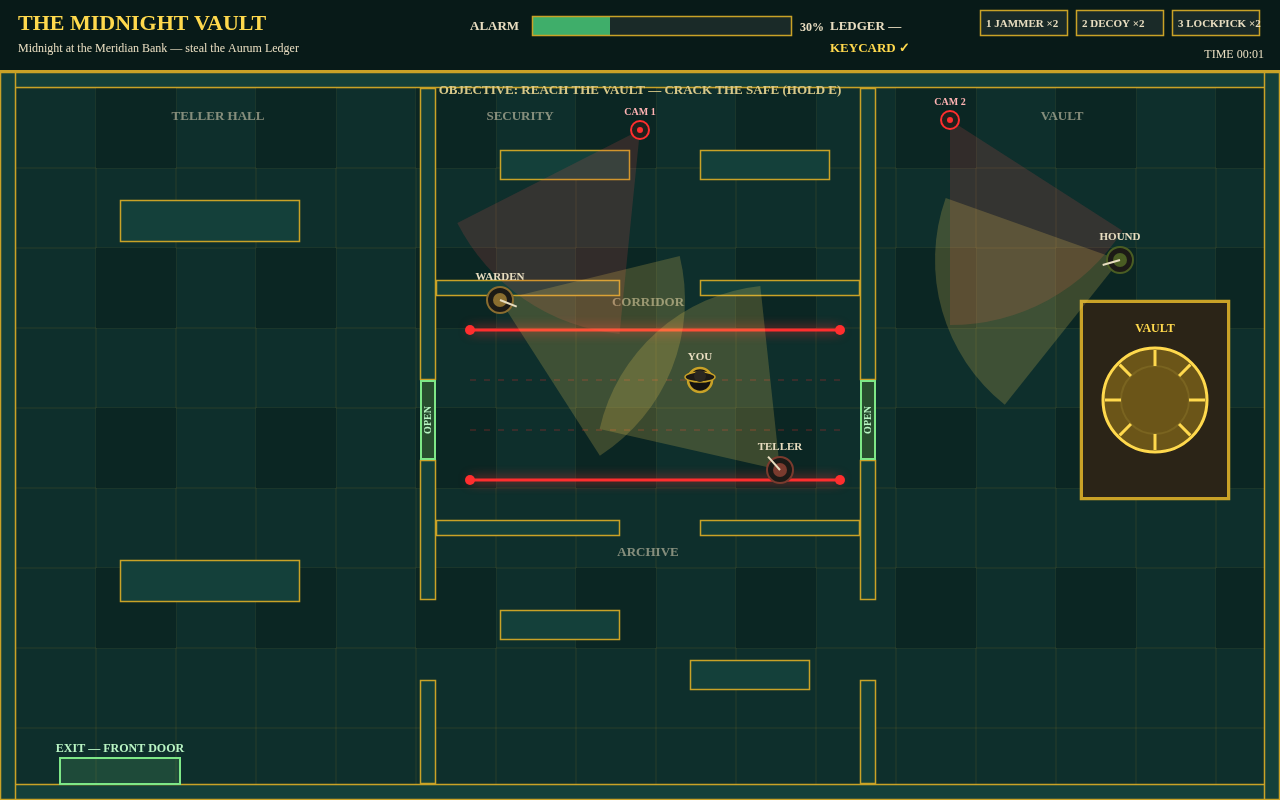 THE MIDNIGHT VAULT
Midnight at the Meridian Bank — steal the Aurum Ledger
ALARM
30%
LEDGER —
KEYCARD ✓
1 JAMMER ×2
2 DECOY ×2
3 LOCKPICK ×2
TIME 00:01
OBJECTIVE: REACH THE VAULT — CRACK THE SAFE (HOLD E)
TELLER HALL
SECURITY
CAM 1
CAM 2
VAULT
HOUND
WARDEN
CORRIDOR
VAULT
YOU
OPEN
OPEN
TELLER
ARCHIVE
EXIT — FRONT DOOR